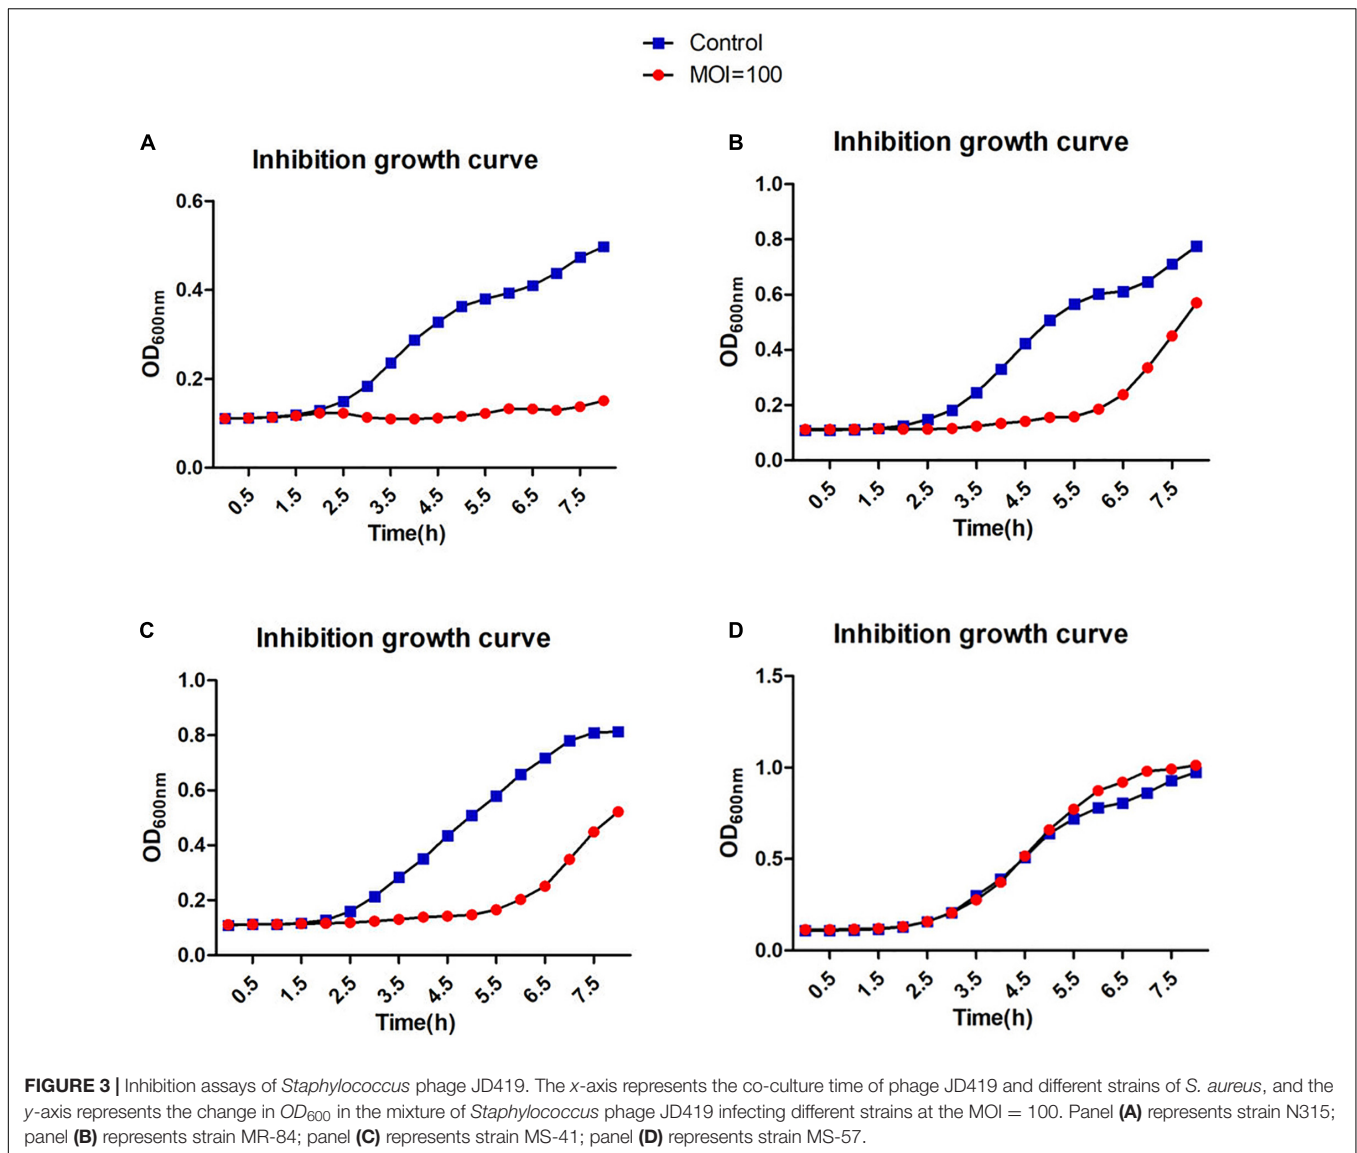 Control
MOI=100
A
Inhibition growth curve
OD600nm
0.6
0.4
0.2
0.0
0.5
1.5
2.5
3.5
4.5
5.5
6.5
7.5
Time(h)
B
Inhibition growth curve
OD600nm
1.0
0.8
0.6
0.4
0.2
0.0
0.5
1.5
2.5
3.5
4.5
5.5
6.5
7.5
Time(h)
C
Inhibition growth curve
OD600nm
1.0
0.8
0.6
0.4
0.2
0.0
0.5
1.5
2.5
3.5
4.5
5.5
6.5
7.5
Time(h)
D
Inhibition growth curve
OD600nm
1.5
1.0
0.5
0.0
0.5
1.5
2.5
3.5
4.5
5.5
6.5
7.5
Time(h)
FIGURE 3 | Inhibition assays of Staphylococcus phage JD419. The x-axis represents the co-culture time of phage JD419 and different strains of S. aureus, and the
y-axis represents the change in OD600 in the mixture of Staphylococcus phage JD419 infecting different strains at the MOI = 100. Panel (A) represents strain N315;
panel (B) represents strain MR-84; panel (C) represents strain MS-41; panel (D) represents strain MS-57.